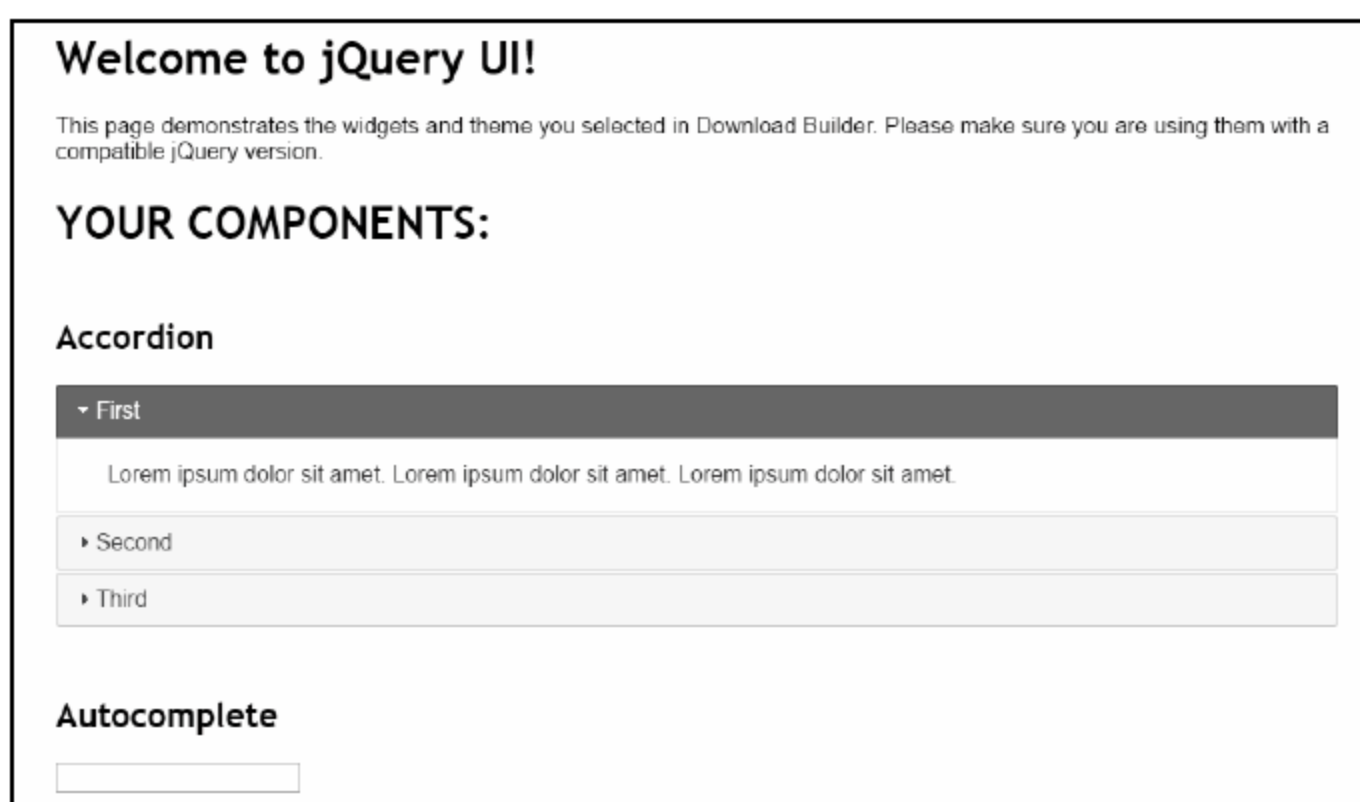 Welcome to jQuery UI!
This page demonstrates the widgets and theme you selected in Download Builder. Please make sure you are using them with a
compatible jQuery version.
YOUR COMPONENTS:
Accordion
First
Lorem ipsum dolor sit amet. Lorem ipsum dolor sit amet. Lorem ipsum dolor sit amet.
Second
Third
Autocomplete